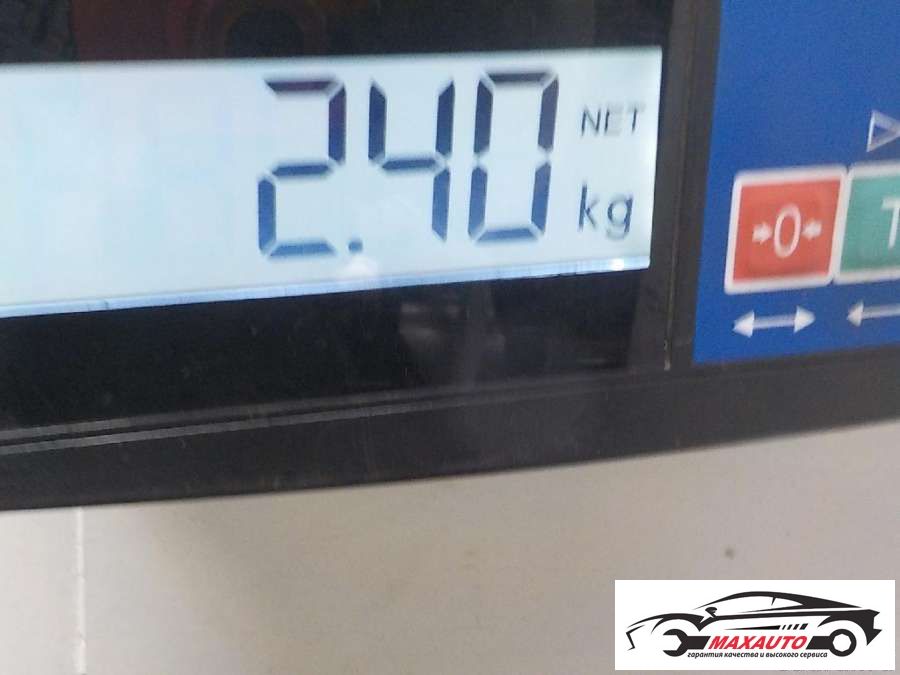 2.40
NET
kg
0
T
MAXAUTO
гарантия качества и высокого сервиса